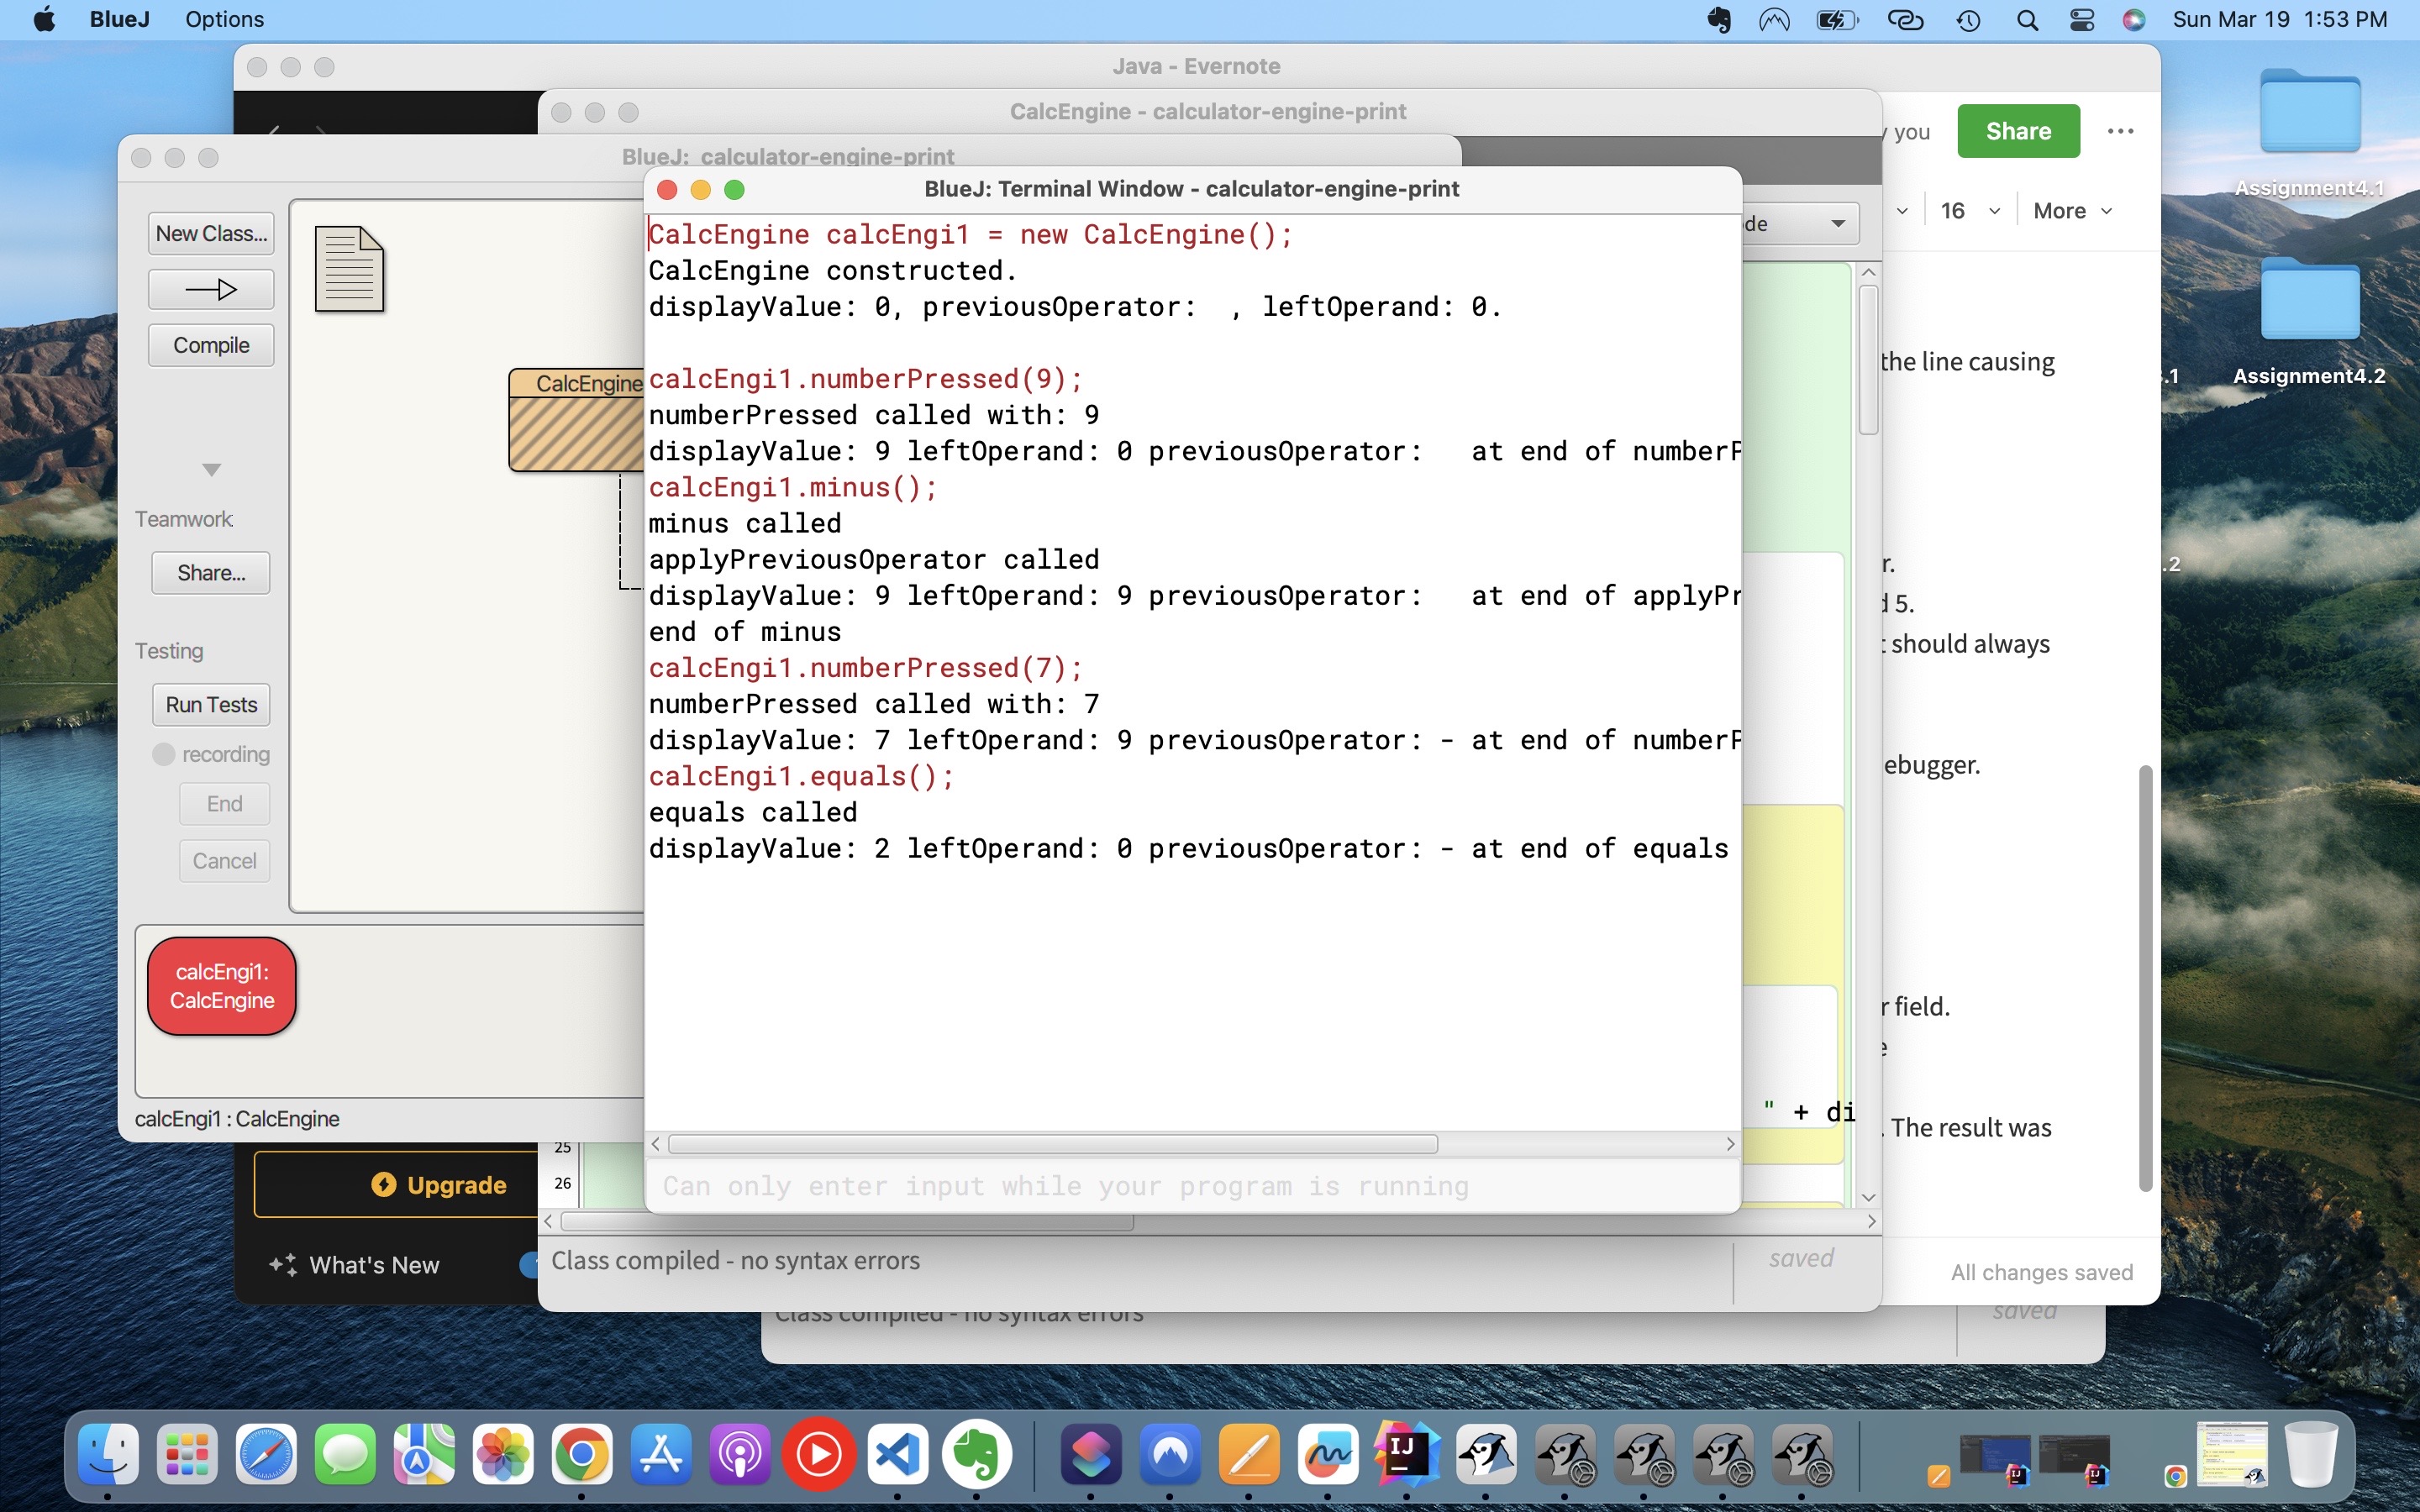 BlueJ Options
Sun Mar 19 1:53 PM
Java - Evernote
CalcEngine - calculator-engine-print
you
Share
Assignment4.1
BlueJ: calculator-engine-print
BlueJ: Terminal Window - calculator-engine-print
16
More
New Class...
Compile
CalcEngine
Teamwork
Share...
Testing
Run Tests
recording
End
Cancel
calcEngi1:
CalcEngine
calcEngi1 : CalcEngine
CalcEngine calcEngi1 = new CalcEngine();
CalcEngine constructed.
displayValue: 0, previousOperator:  , leftOperand: 0.
calcEngi1.numberPressed(9);
numberPressed called with: 9
displayValue: 9 leftOperand: 0 previousOperator:   at end of numberP
calcEngi1.minus();
minus called
applyPreviousOperator called
displayValue: 9 leftOperand: 9 previousOperator:   at end of applyPr
end of minus
calcEngi1.numberPressed(7);
numberPressed called with: 7
displayValue: 7 leftOperand: 9 previousOperator: - at end of numberP
calcEngi1.equals();
equals called
displayValue: 2 leftOperand: 0 previousOperator: - at end of equals
Can only enter input while your program is running
de
the line causing
.1
Assignment4.2
r.
d 5.
should always
.2
ebugger.
r field.
e
" + di
. The result was
25
26
Upgrade
What's New
Class compiled - no syntax errors
saved
All changes saved
Class compiled - no syntax errors
saved
IJ